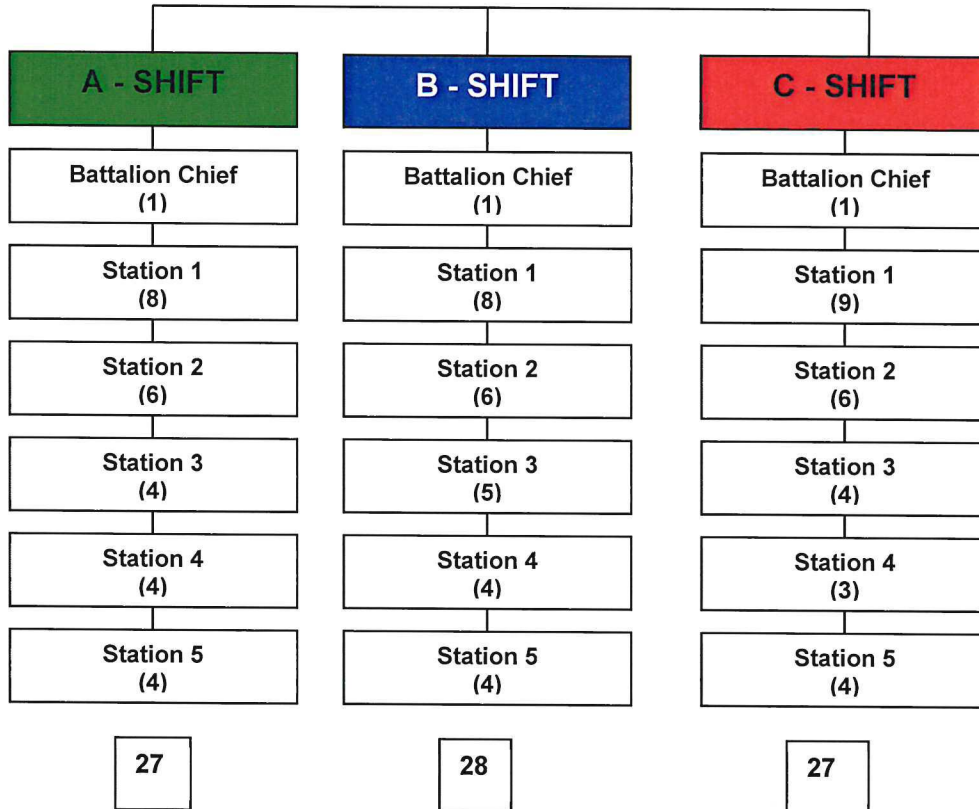 A - SHIFT
Battalion Chief
(1)
Station 1
(8)
Station 2
(6)
Station 3
(4)
Station 4
(4)
Station 5
(4)
27
B - SHIFT
Battalion Chief
(1)
Station 1
(8)
Station 2
(6)
Station 3
(5)
Station 4
(4)
Station 5
(4)
28
C - SHIFT
Battalion Chief
(1)
Station 1
(9)
Station 2
(6)
Station 3
(4)
Station 4
(3)
Station 5
(4)
27